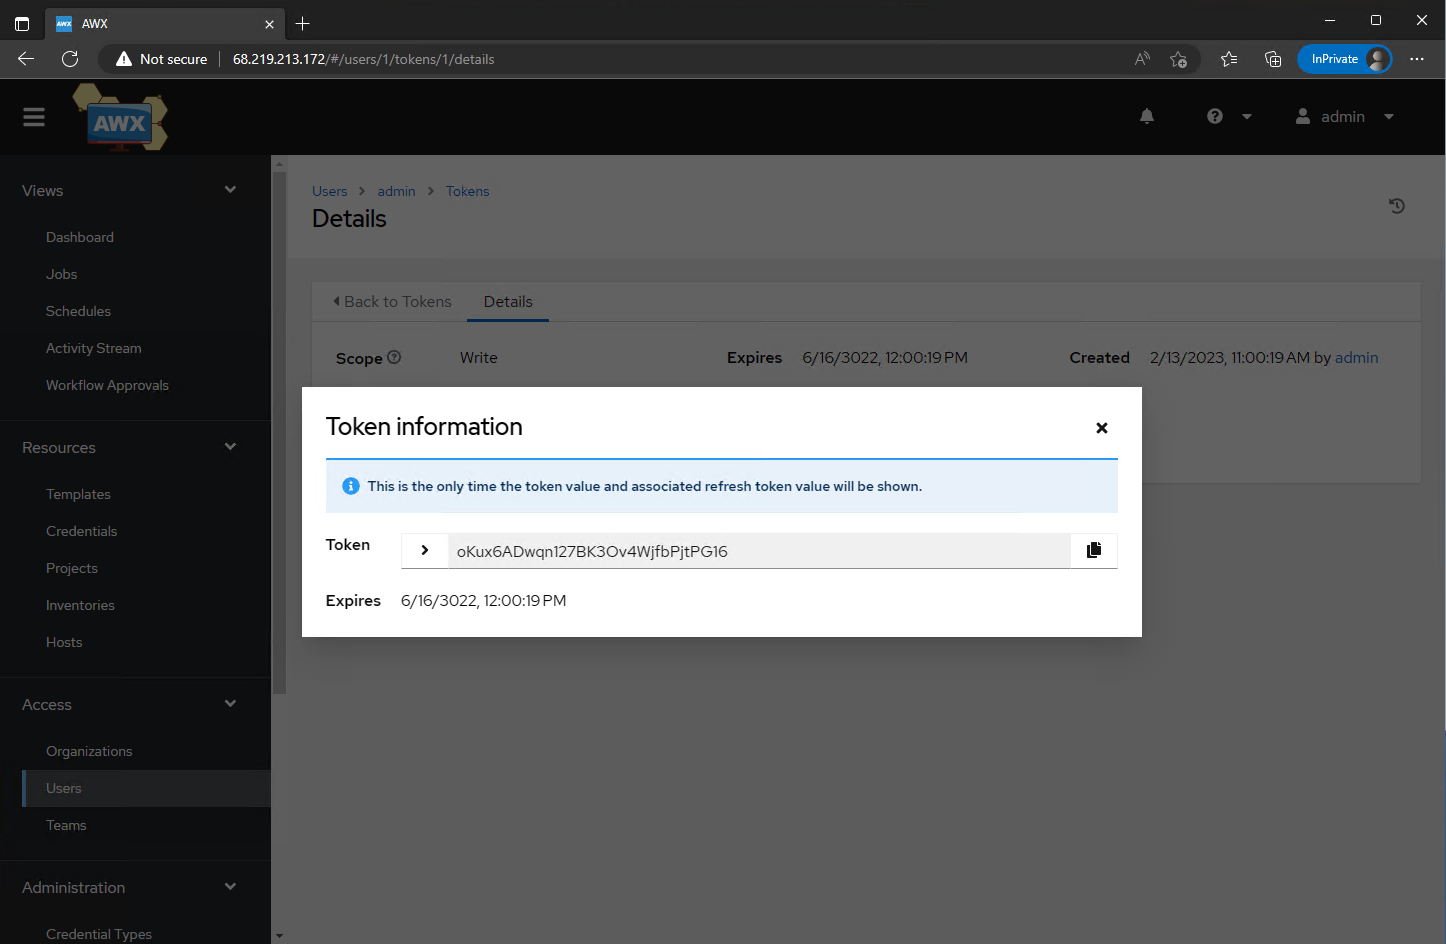 AWX
Not secure
68.219.213.172/#/users/1/tokens/1/details
InPrivate
AWX
admin
Views
Dashboard
Jobs
Schedules
Activity Stream
Workflow Approvals
Resources
Templates
Credentials
Projects
Inventories
Hosts
Access
Organizations
Users
Teams
Administration
Credential Types
Users > admin > Tokens
Details
Back to Tokens
Details
Scope Write Expires 6/16/3022, 12:00:19 PM Created 2/13/2023, 11:00:19 AM by admin
Token information
This is the only time the token value and associated refresh token value will be shown.
Token oKux6ADwqn127BK3Ov4WjfbPjtPG16
Expires 6/16/3022, 12:00:19 PM